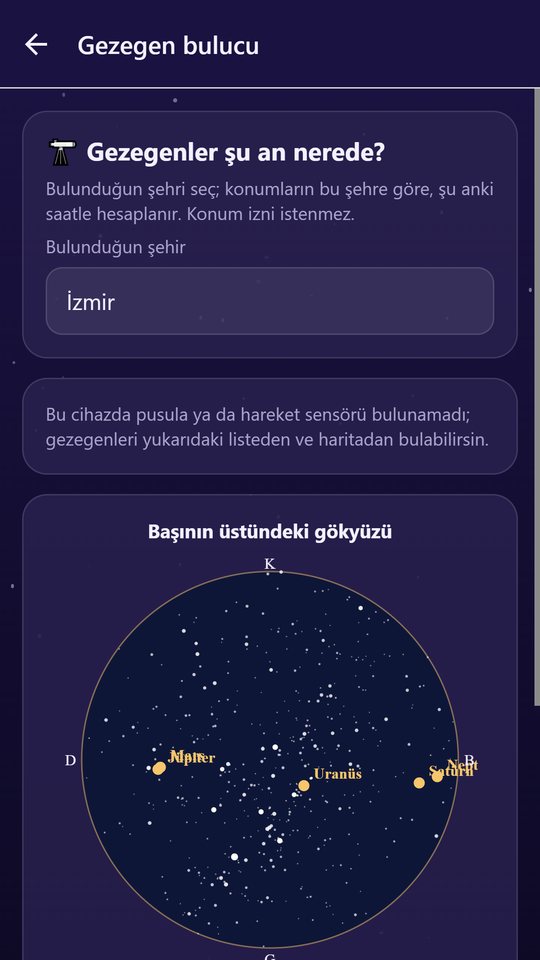 Gezegen bulucu
Gezegenler şu an nerede?
Bulunduğun şehri seç; konumların bu şehre göre, şu anki
saatle hesaplanır. Konum izni istenmez.
Bulunduğun şehir
İzmir
Bu cihazda pusula ya da hareket sensörü bulunamadı;
gezegenleri yukarıdaki listeden ve haritadan bulabilirsin.
Başının üstündeki gökyüzü
K
D
Jüpiter
Uranüs
Satürn
B
G